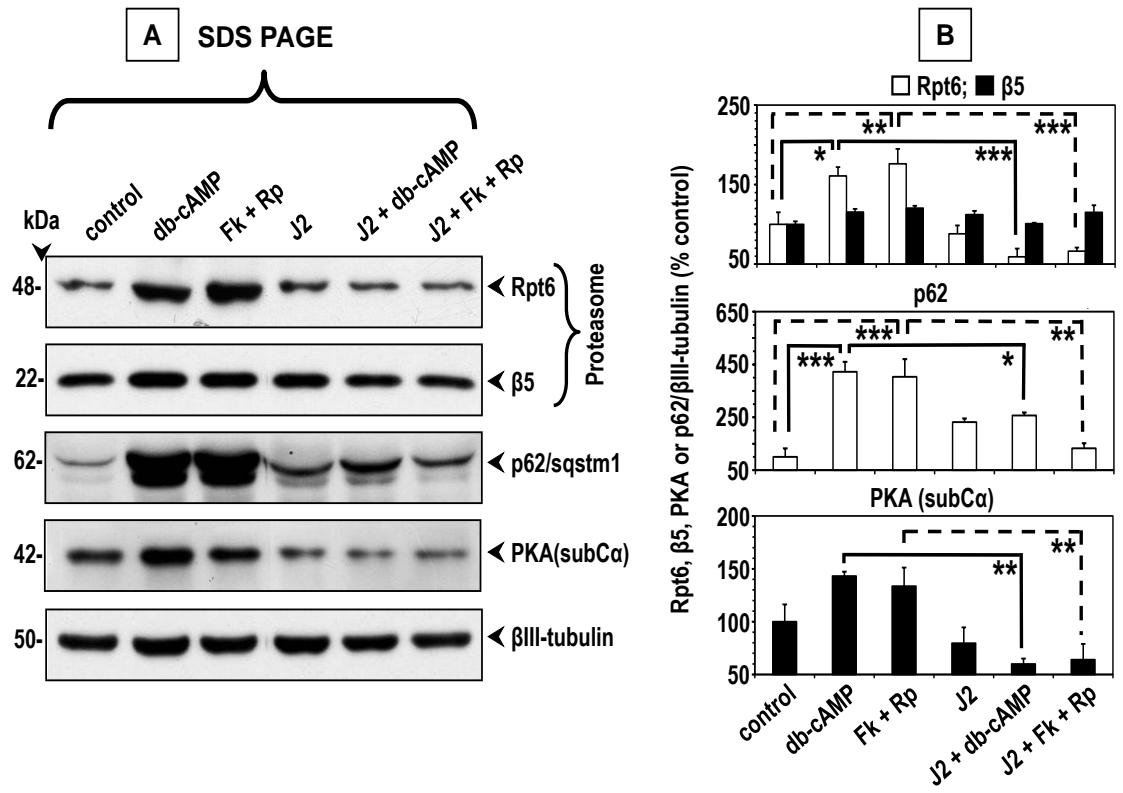 A SDS PAGE
kDa
control
db-cAMP
Fk + Rp
J2
J2 + db-cAMP
J2 + Fk + Rp
48-
Rpt6
22-
β5
Proteasome
62-
p62/sqstm1
42-
PKA(subCα)
50-
βIII-tubulin
B
Rpt6; β5
Rpt6, β5, PKA or p62/βIII-tubulin (% control)
250
150
50
**
***
*
***
p62
650
450
250
50
***
**
***
*
PKA (subCα)
200
150
100
50
**
**
control
db-cAMP
Fk + Rp
J2
J2 + db-cAMP
J2 + Fk + Rp